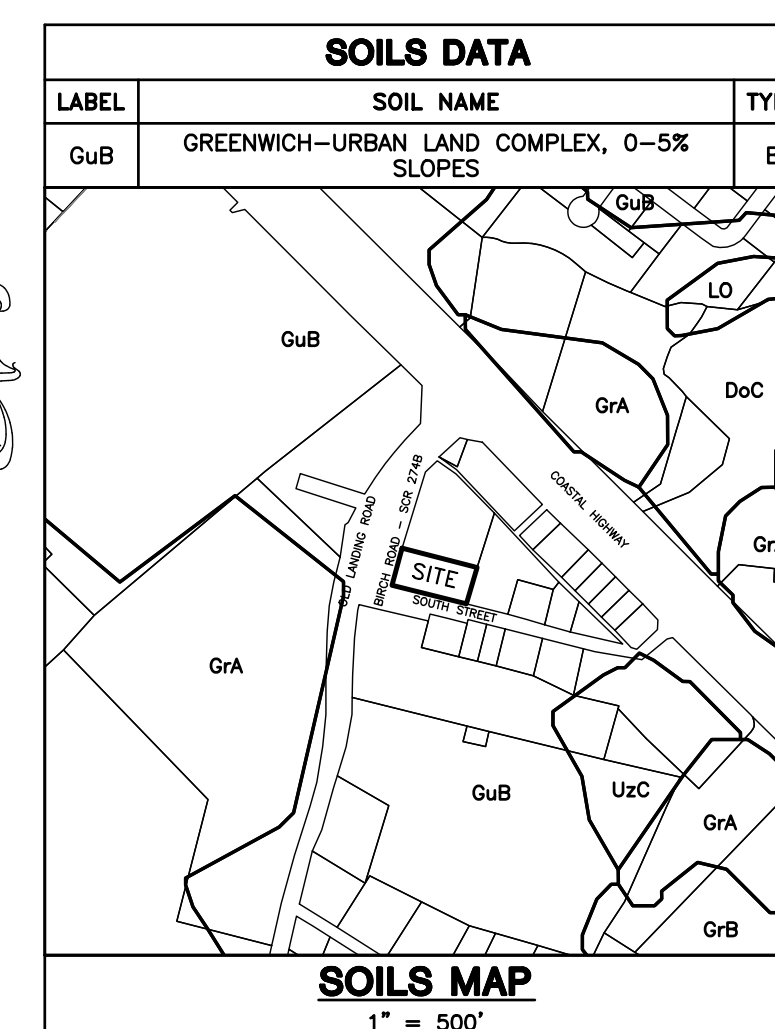 SOILS DATA
LABEL SOIL NAME
GuB GREENWICH-URBAN LAND COMPLEX, 0-5%
SLOPES
GuB
LO
GuB
DoC
GrA
COASTAL HIGHWAY
BIRCH ROAD - SCR 274B
OLD LANDING ROAD
SITE
SOUTH STREET
GrA
GuB
UzC
GrA
GrB
SOILS MAP
1" = 500'